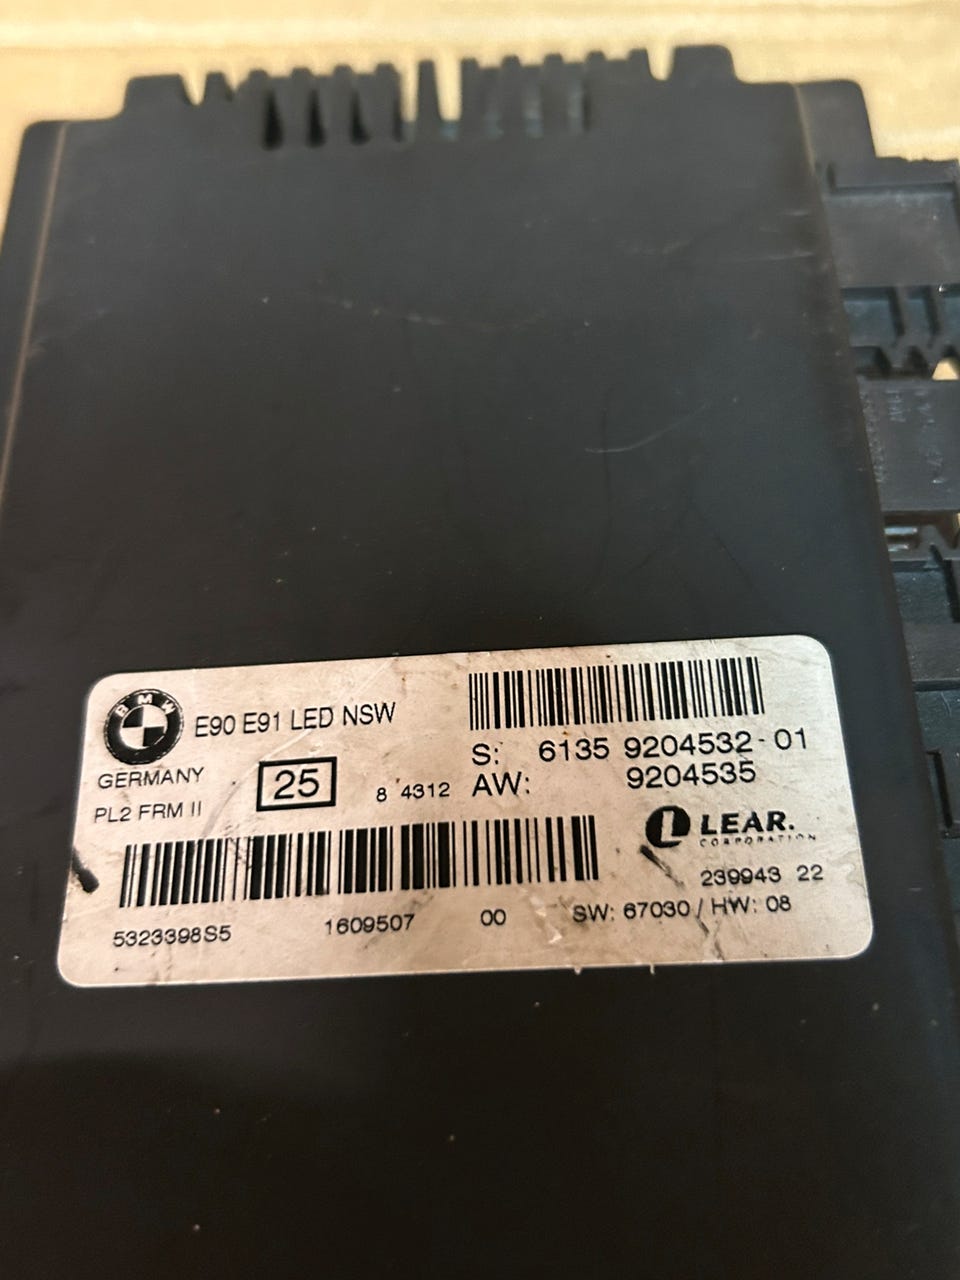 BMW
E90 E91 LED NSW
S: 6135 9204532-01
GERMANY
25
8 4312
AW: 9204535
PL2 FRM II
LEAR.
CORPORATION
239943 22
5323398S5
1609507
00
SW: 67030 / HW: 08